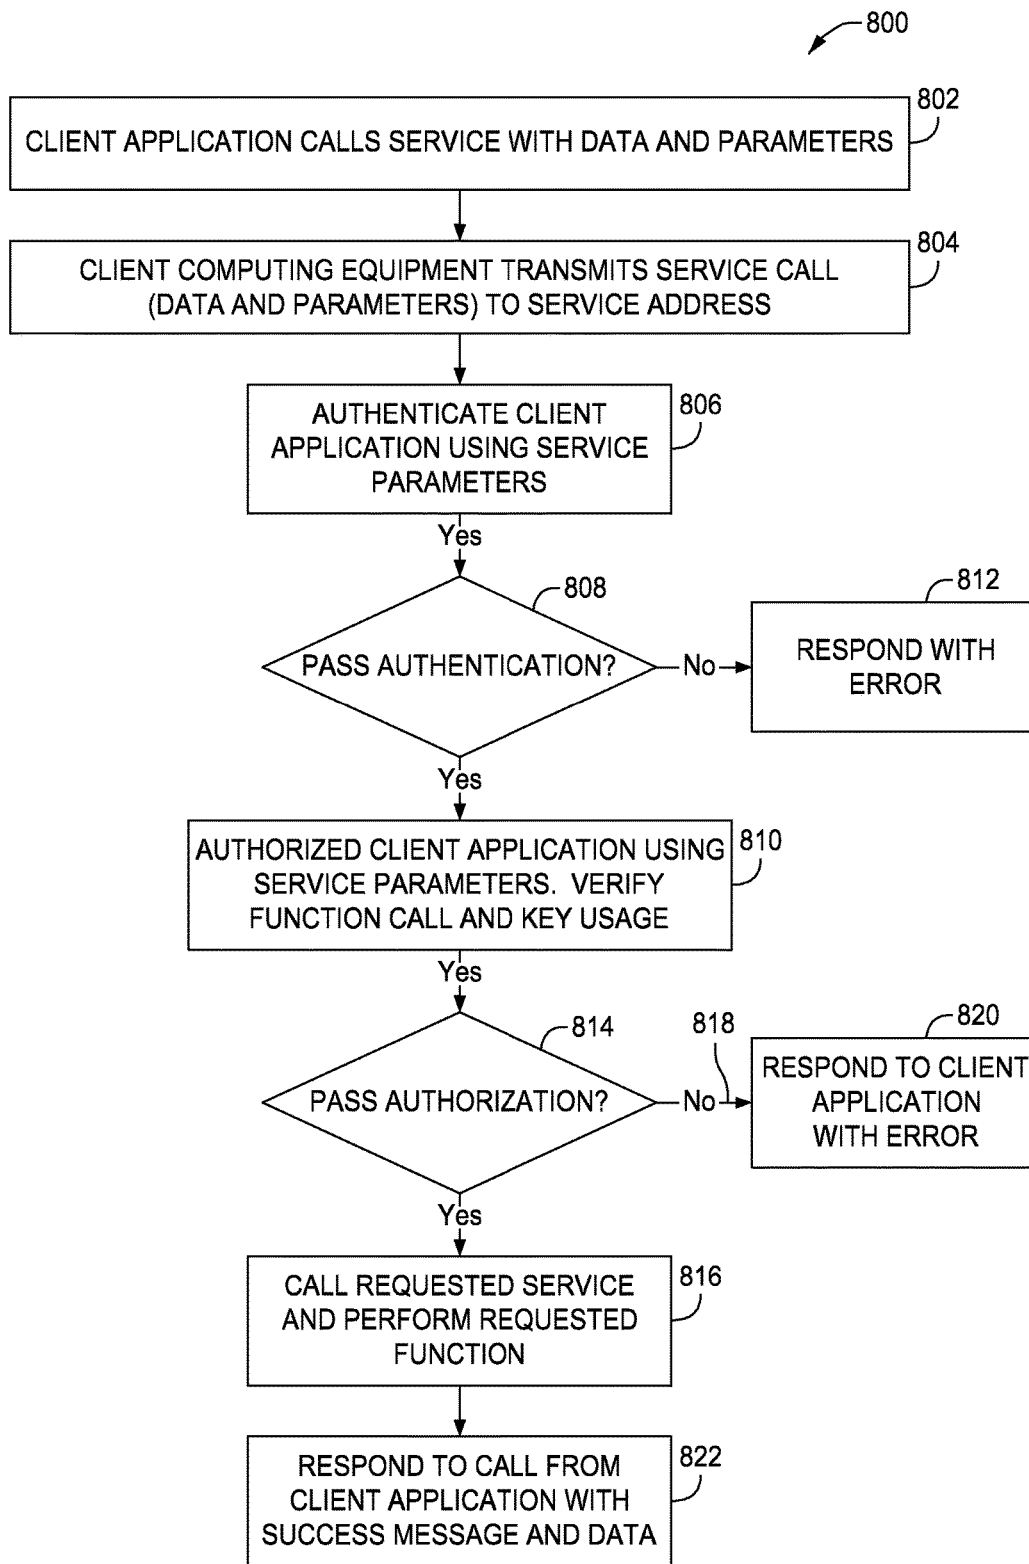 800
802
CLIENT APPLICATION CALLS SERVICE WITH DATA AND PARAMETERS
804
CLIENT COMPUTING EQUIPMENT TRANSMITS SERVICE CALL
(DATA AND PARAMETERS) TO SERVICE ADDRESS
806
AUTHENTICATE CLIENT
APPLICATION USING SERVICE
PARAMETERS
Yes
808
PASS AUTHENTICATION?
No
812
RESPOND WITH
ERROR
Yes
810
AUTHORIZED CLIENT APPLICATION USING
SERVICE PARAMETERS. VERIFY
FUNCTION CALL AND KEY USAGE
Yes
814
PASS AUTHORIZATION?
818
No
820
RESPOND TO CLIENT
APPLICATION
WITH ERROR
Yes
816
CALL REQUESTED SERVICE
AND PERFORM REQUESTED
FUNCTION
822
RESPOND TO CALL FROM
CLIENT APPLICATION WITH
SUCCESS MESSAGE AND DATA